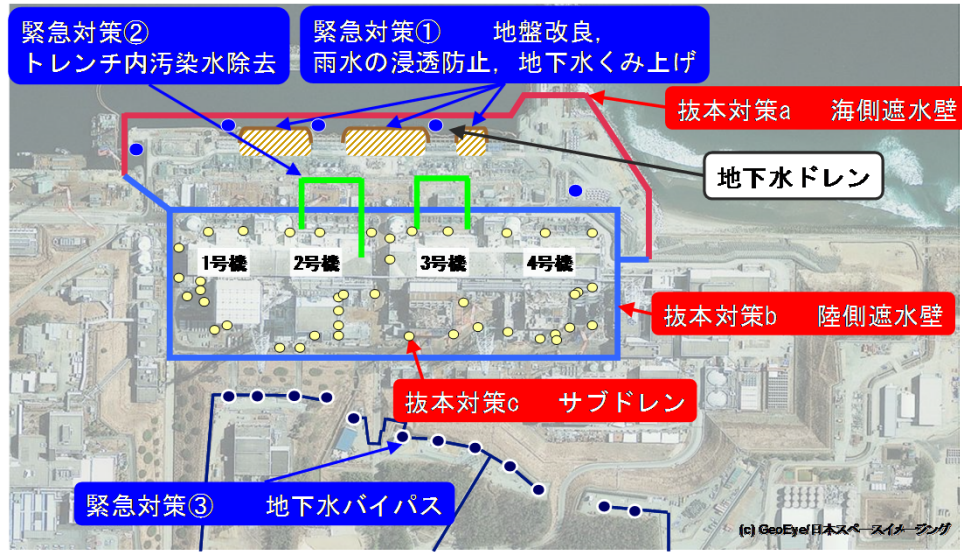 緊急対策②
トレンチ内汚染水除去
緊急対策① 地盤改良，
雨水の浸透防止，地下水くみ上げ
抜本対策a 海側遮水壁
地下水ドレン
1号機
2号機
3号機
4号機
抜本対策b 陸側遮水壁
抜本対策c サブドレン
緊急対策③ 地下水バイパス
(c) GeoEye/日本スペースイメージング